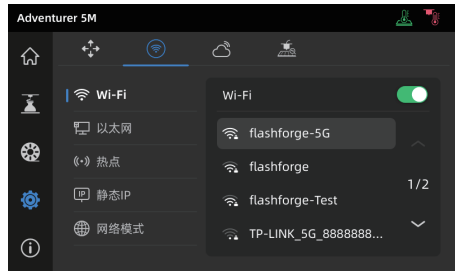 Adventurer 5M
Wi-Fi
以太网
热点
IP 静态IP
网络模式
Wi-Fi
flashforge-5G
flashforge
1/2
flashforge-Test
TP-LINK_5G_8888888...